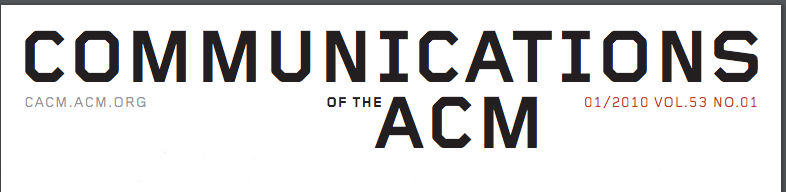 COMMUNICATIONS
CACM.ACM.ORG OF THE ACM 01/2010 VOL.53 NO.01